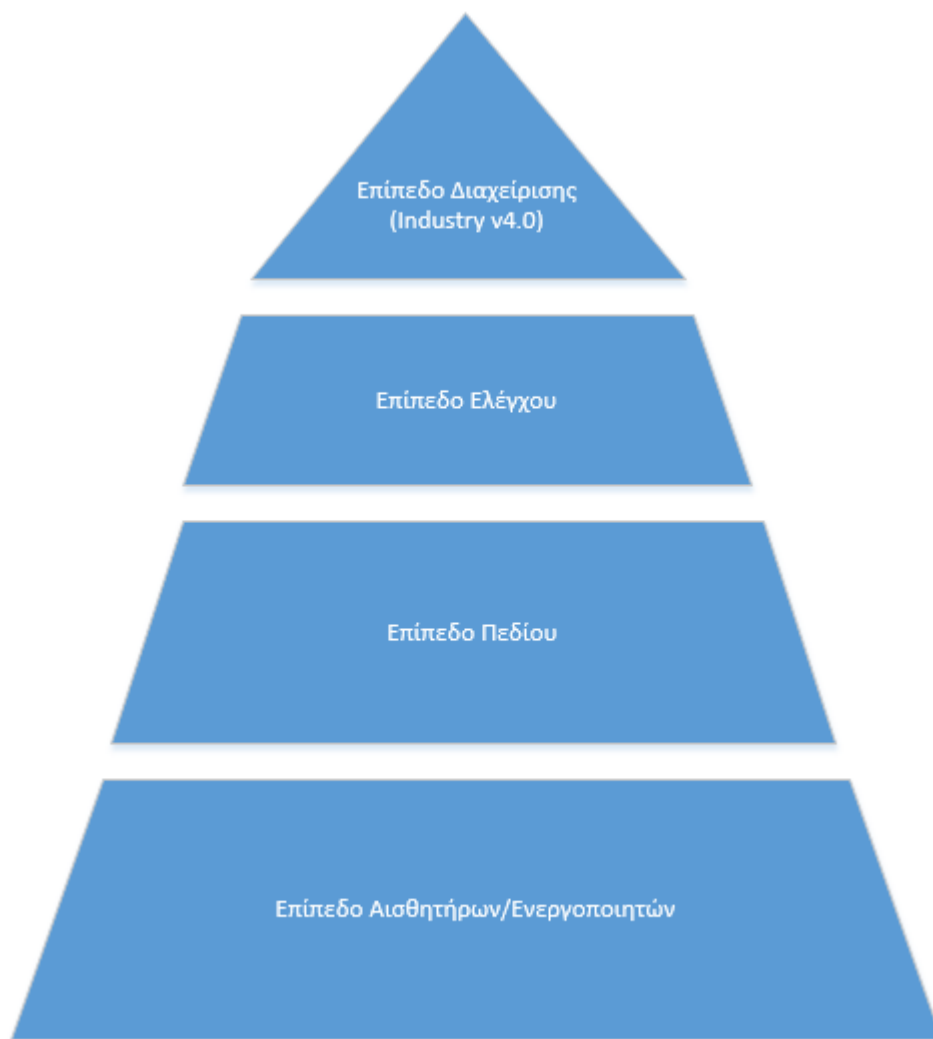 Επίπεδο Διαχείρισης
(Industry v4.0)
Επίπεδο Ελέγχου
Επίπεδο Πεδίου
Επίπεδο Αισθητήρων/Ενεργοποιητών